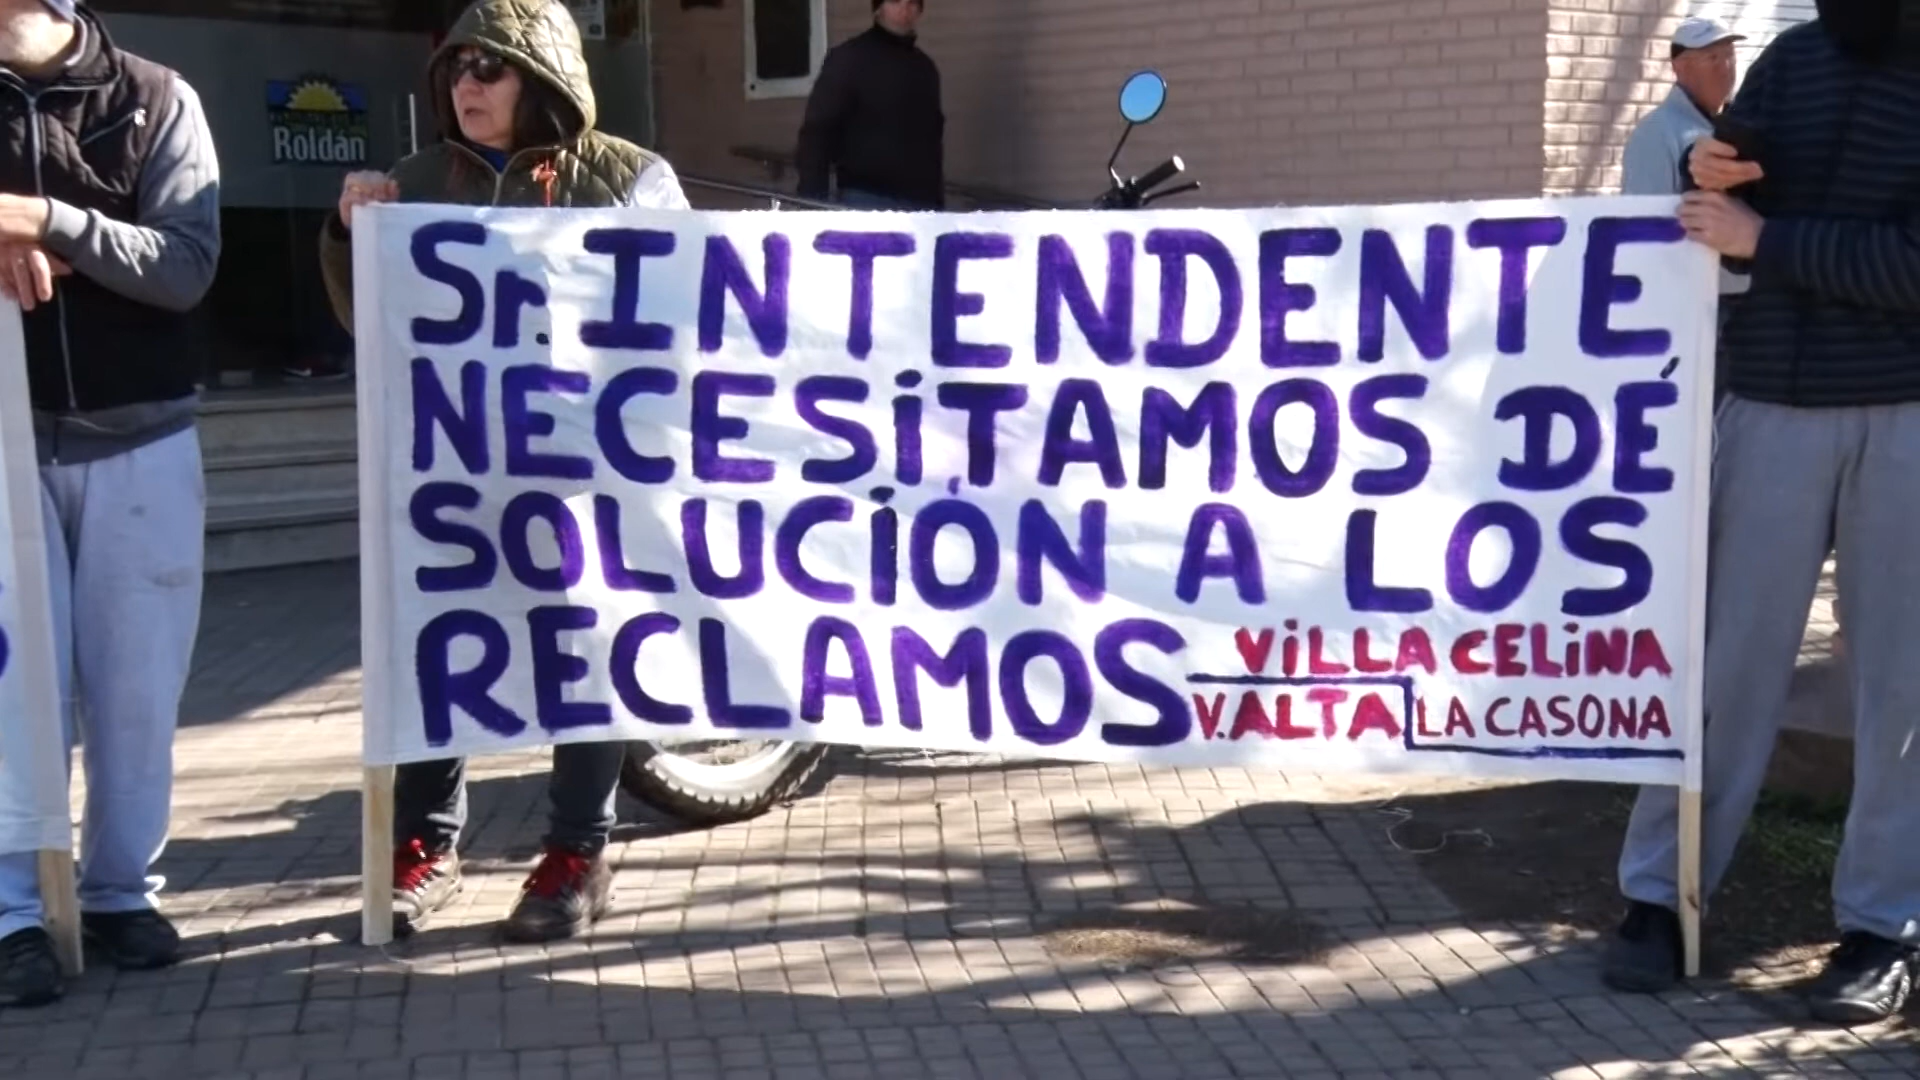 Roldán
Sr. INTENDENTE
NECESiTAMOS DÉ
SOLUCIÓN A LOS
RECLAMOS
ViLLA CELiNA
V. ALTA LA CASONA